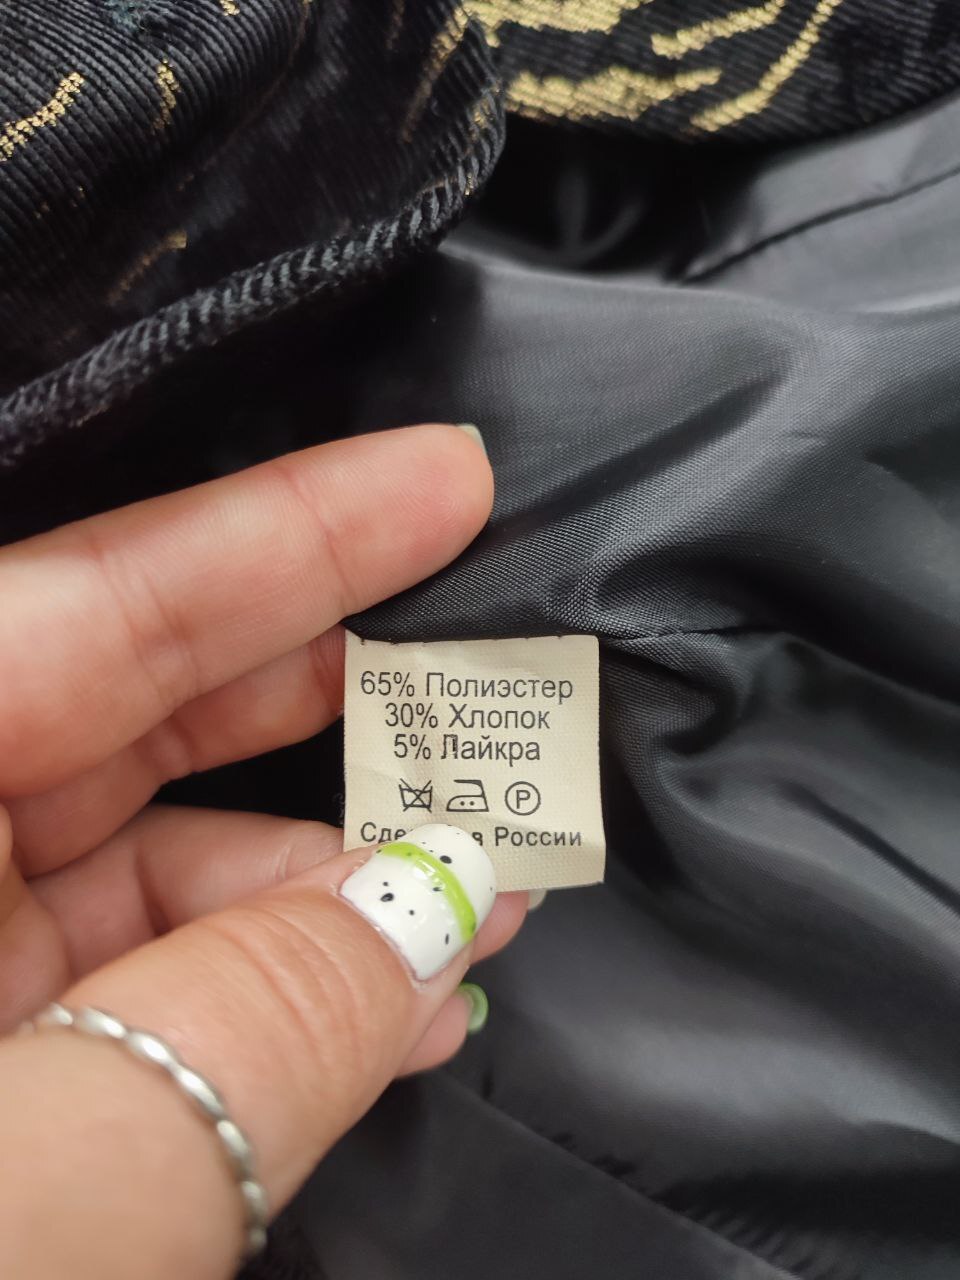 65% Полиэстер
30% Хлопок
5% Лайкра
P
в России